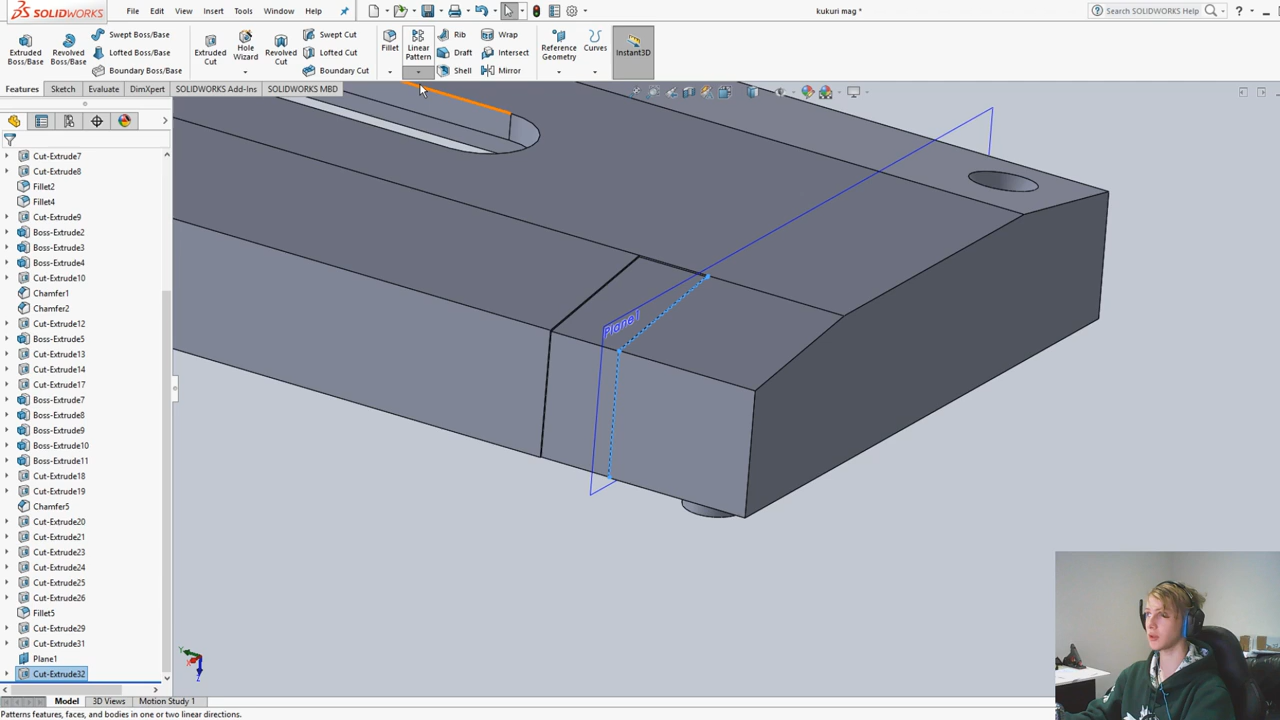 SOLIDWORKS
File Edit View Insert Tools Window Help
kukuri mag *
Search SOLIDWORKS Help
Extruded Boss/Base
Revolved Boss/Base
Swept Boss/Base
Lofted Boss/Base
Boundary Boss/Base
Extruded Cut
Hole Wizard
Revolved Cut
Swept Cut
Lofted Cut
Boundary Cut
Fillet
Linear Pattern
Rib
Draft
Shell
Wrap
Intersect
Mirror
Reference Geometry
Curves
Instant3D
Features Sketch Evaluate DimXpert SOLIDWORKS Add-Ins SOLIDWORKS MBD
Cut-Extrude7
Cut-Extrude8
Fillet2
Fillet4
Cut-Extrude9
Boss-Extrude2
Boss-Extrude3
Boss-Extrude4
Cut-Extrude10
Chamfer1
Chamfer2
Cut-Extrude12
Boss-Extrude5
Cut-Extrude13
Cut-Extrude14
Cut-Extrude17
Boss-Extrude7
Boss-Extrude8
Boss-Extrude9
Boss-Extrude10
Boss-Extrude11
Cut-Extrude18
Cut-Extrude19
Chamfer5
Cut-Extrude20
Cut-Extrude21
Cut-Extrude23
Cut-Extrude24
Cut-Extrude25
Cut-Extrude26
Fillet5
Cut-Extrude29
Cut-Extrude31
Plane1
Cut-Extrude32
Plane1
Y
X
Z
Model 3D Views Motion Study 1
Patterns features, faces, and bodies in one or two linear directions.